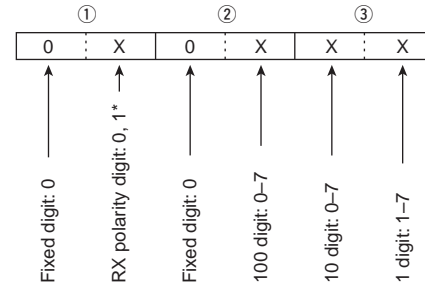 ① ② ③
0 X 0 X X X
Fixed digit: 0
RX polarity digit: 0, 1*
Fixed digit: 0
100 digit: 0–7
10 digit: 0–7
1 digit: 1–7